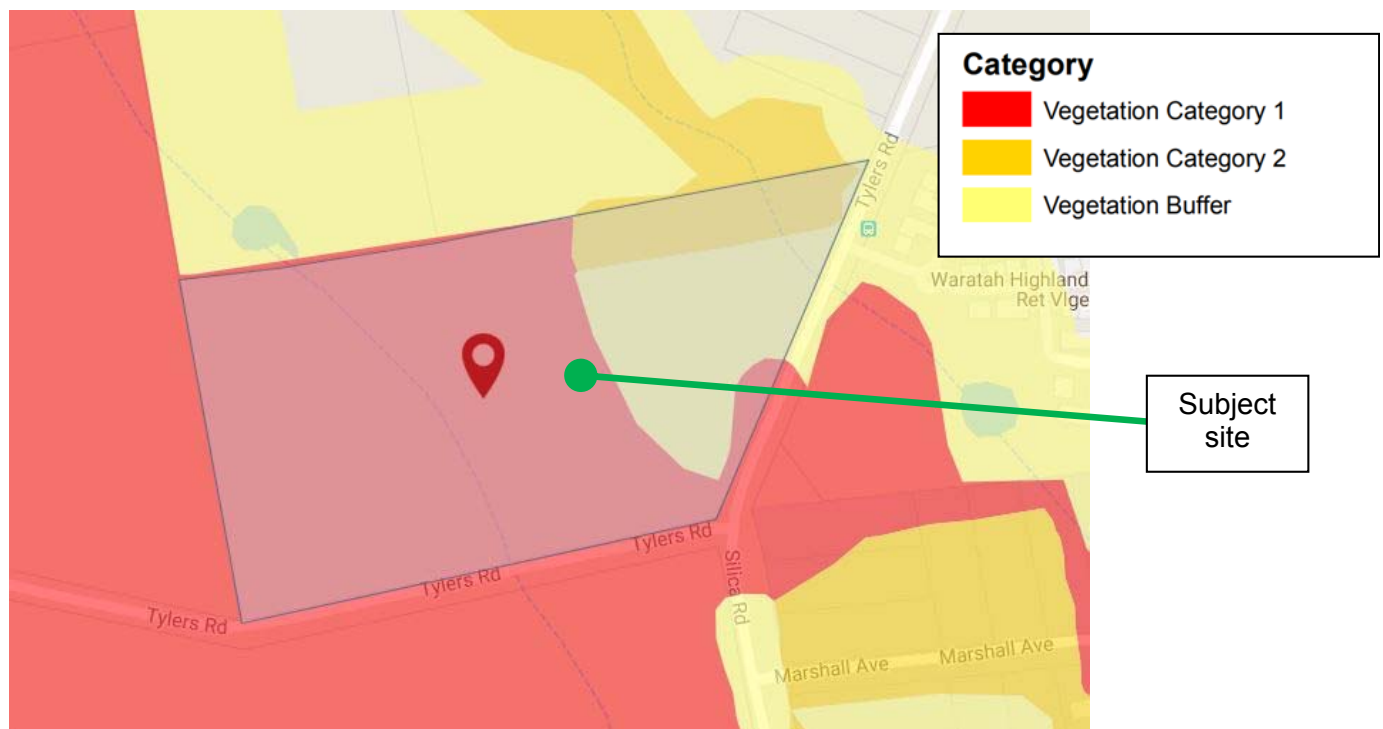 Category
Vegetation Category 1
Vegetation Category 2
Vegetation Buffer
Tylers Rd
Waratah Highland
Ret Vlge
Subject
site
Tylers Rd
Tylers Rd
Tylers Rd
Silica Rd
Marshall Ave
Marshall Ave